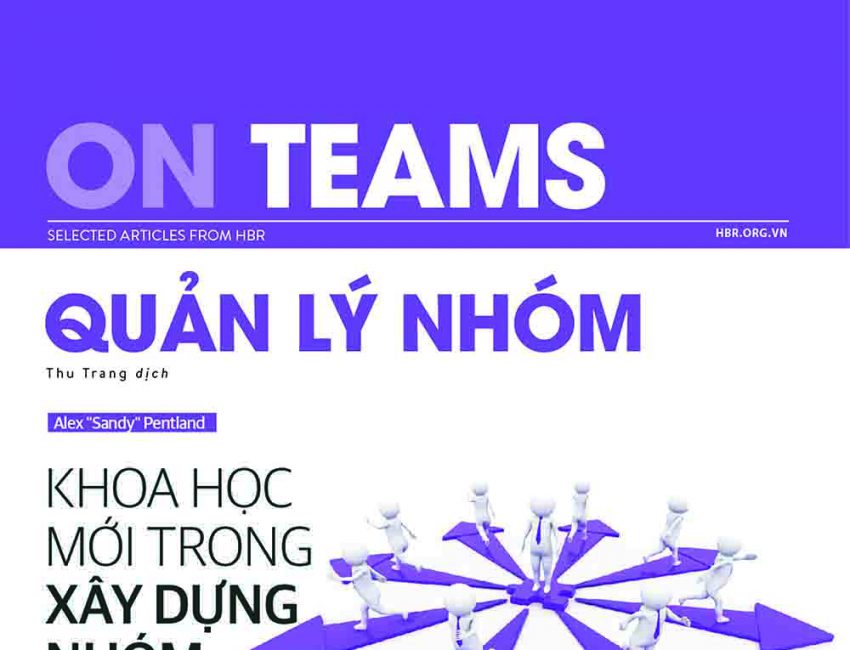 ON TEAMS
SELECTED ARTICLES FROM HBR
HBR.ORG.VN
QUẢN LÝ NHÓM
Thu Trang dịch
Alex "Sandy" Pentland
KHOA HỌC
MỚI TRONG
XÂY DỰNG
NHÓM